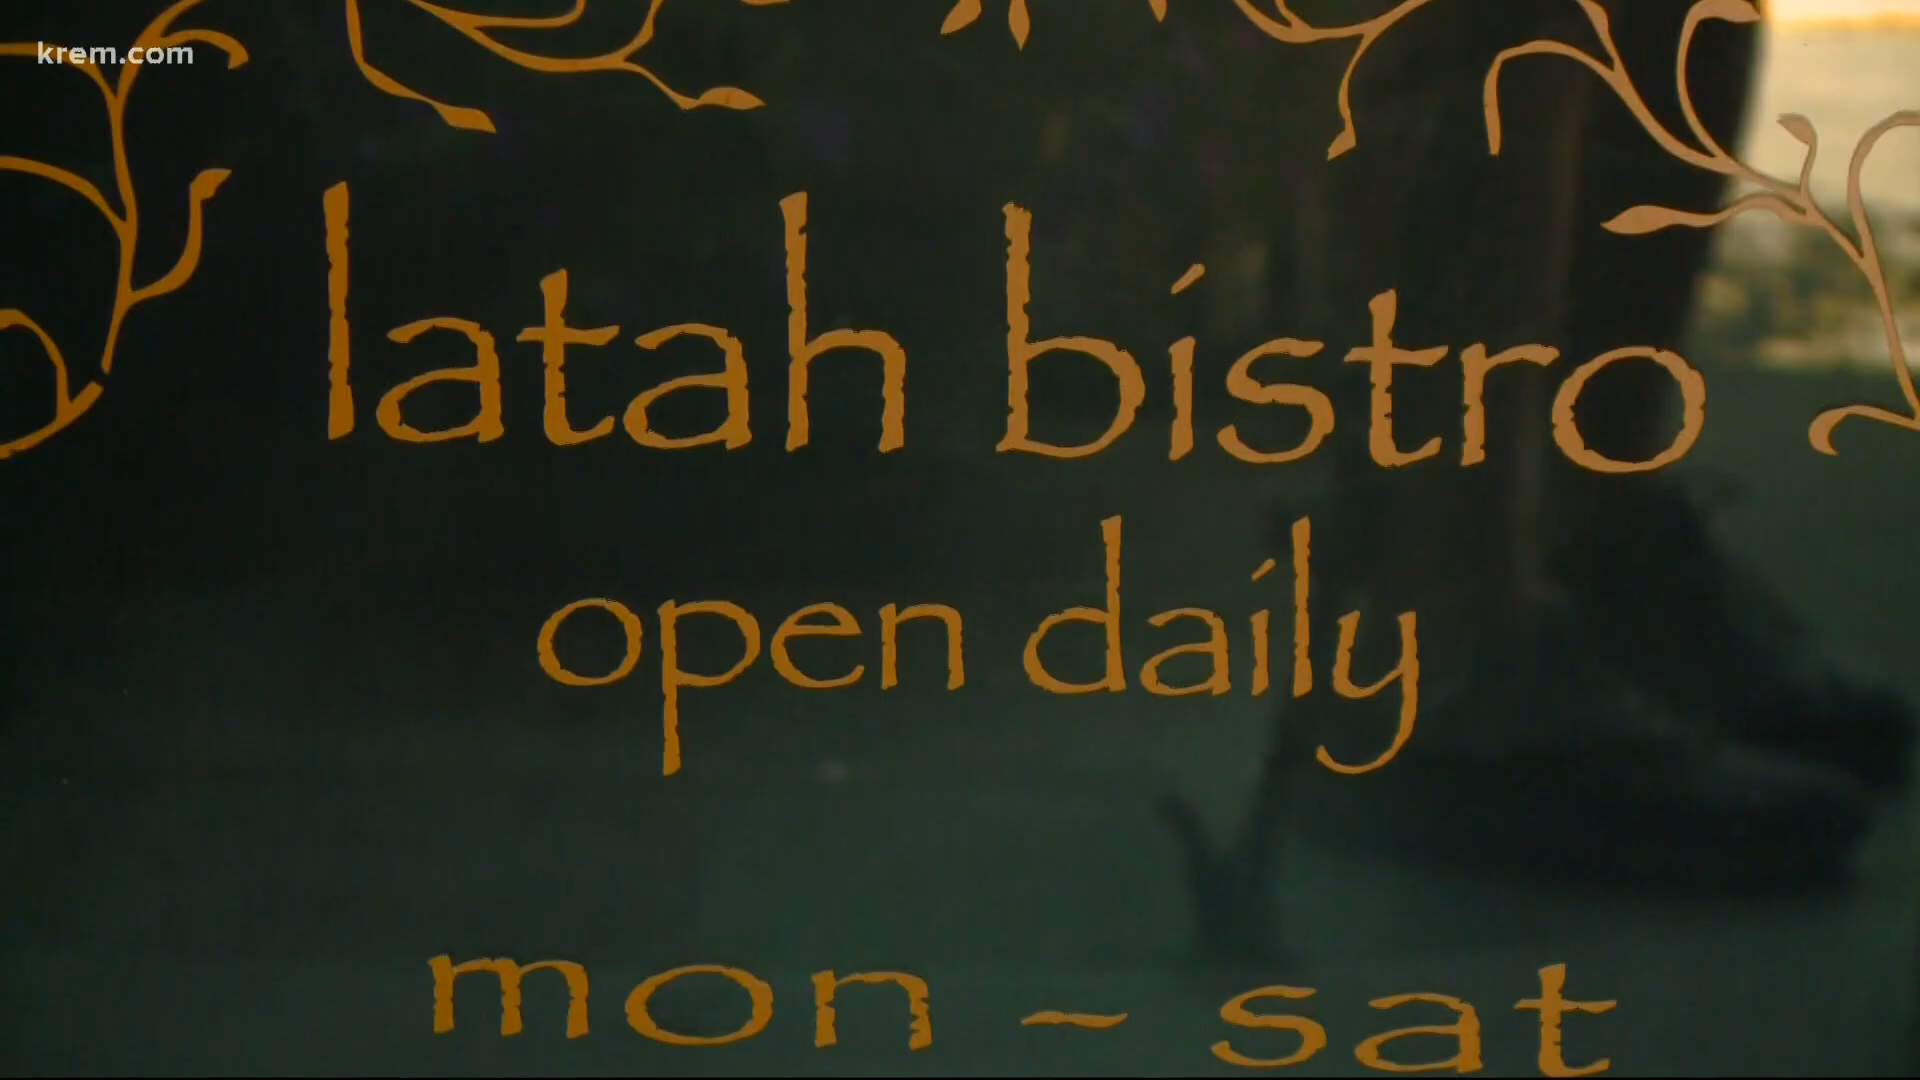 krem.com
latah bistro
open daily
mon ~ sat